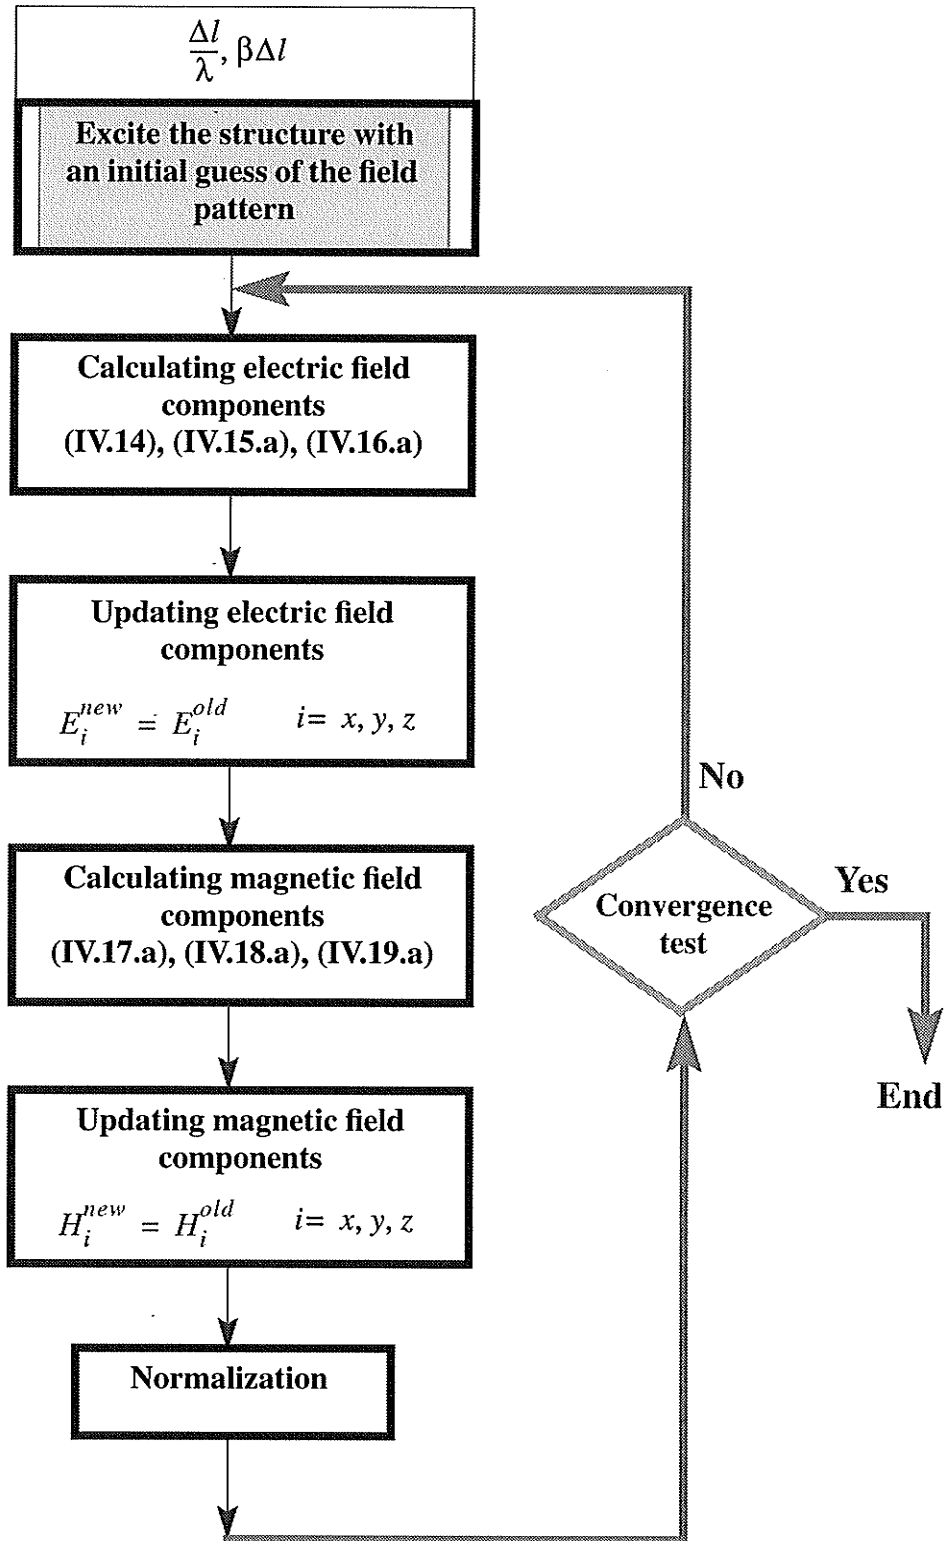 Δl/λ, βΔl
Excite the structure with
an initial guess of the field
pattern
Calculating electric field
components
(IV.14), (IV.15.a), (IV.16.a)
Updating electric field
components
E_i^{new} = E_i^{old} i= x, y, z
Calculating magnetic field
components
(IV.17.a), (IV.18.a), (IV.19.a)
Updating magnetic field
components
H_i^{new} = H_i^{old} i= x, y, z
Normalization
No
Yes
Convergence
test
End